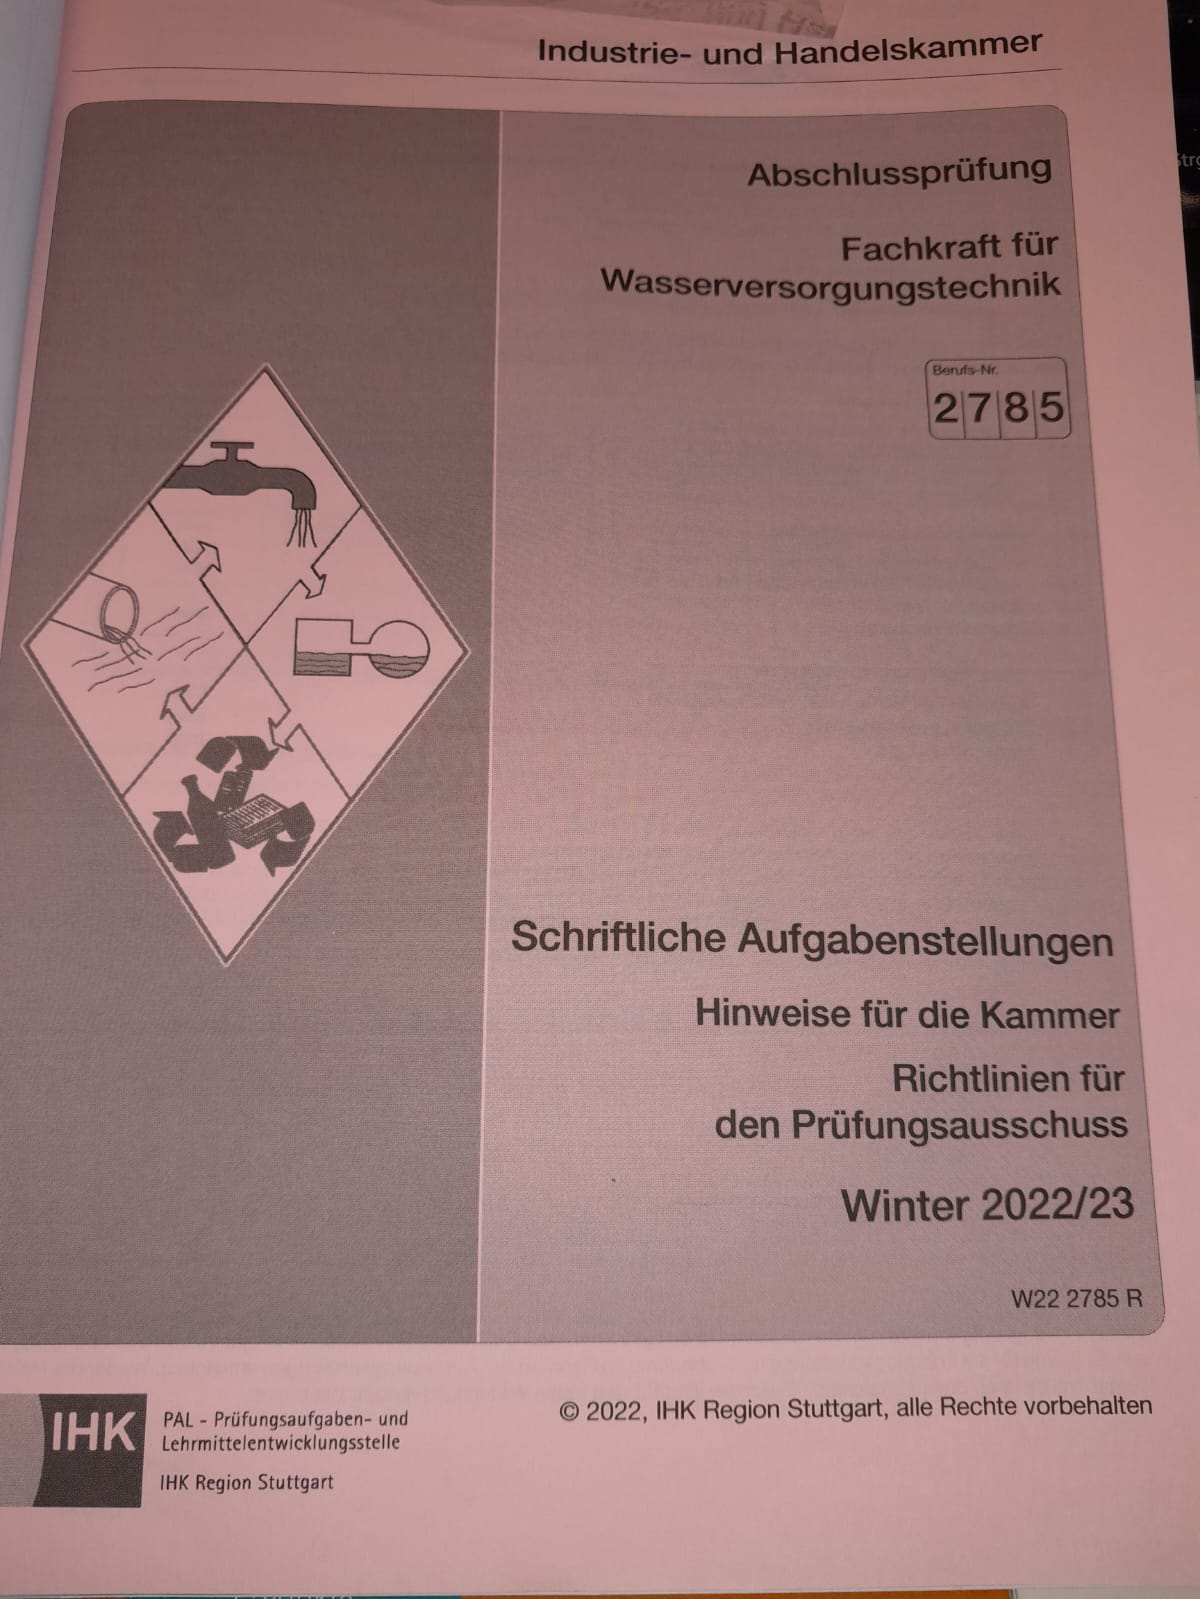 Industrie- und Handelskammer
Abschlussprüfung
Fachkraft für
Wasserversorgungstechnik
Berufs-Nr.
2785
Schriftliche Aufgabenstellungen
Hinweise für die Kammer
Richtlinien für
den Prüfungsausschuss
Winter 2022/23
W22 2785 R
© 2022, IHK Region Stuttgart, alle Rechte vorbehalten
IHK
PAL - Prüfungsaufgaben- und
Lehrmittelentwicklungsstelle
IHK Region Stuttgart